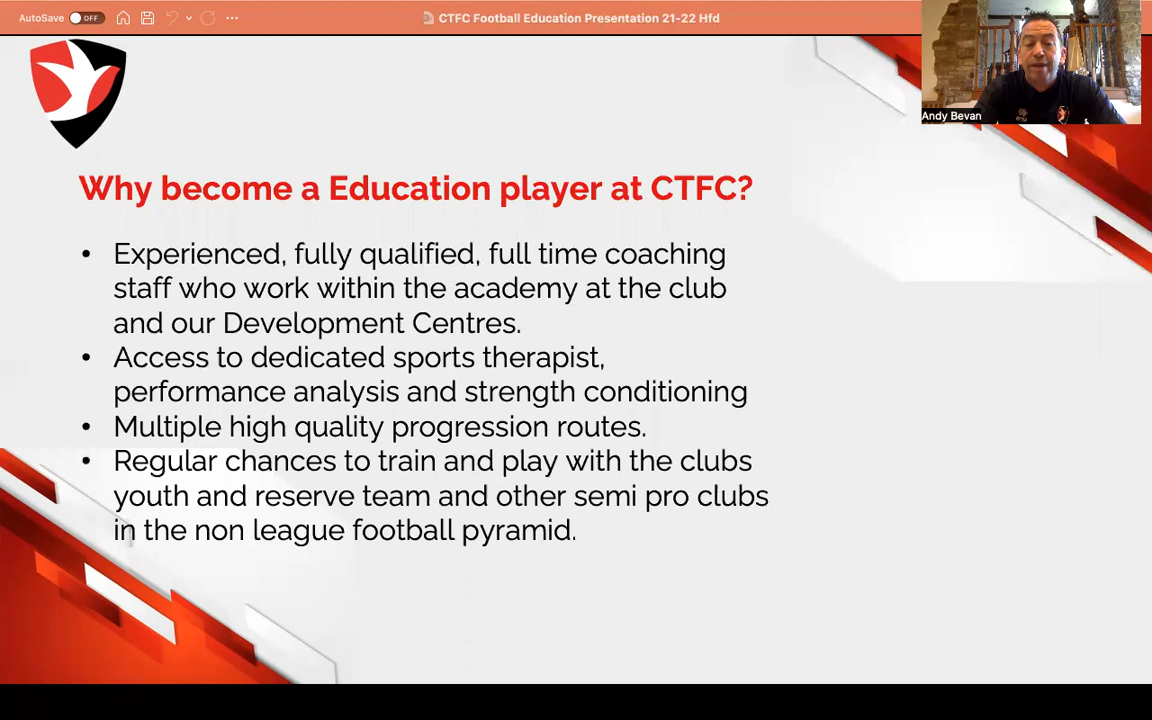 AutoSave OFF
CTFC Football Education Presentation 21-22 Hfd
Andy Bevan
Why become a Education player at CTFC?
• Experienced, fully qualified, full time coaching
staff who work within the academy at the club
and our Development Centres.
• Access to dedicated sports therapist,
performance analysis and strength conditioning
• Multiple high quality progression routes.
• Regular chances to train and play with the clubs
youth and reserve team and other semi pro clubs
in the non league football pyramid.